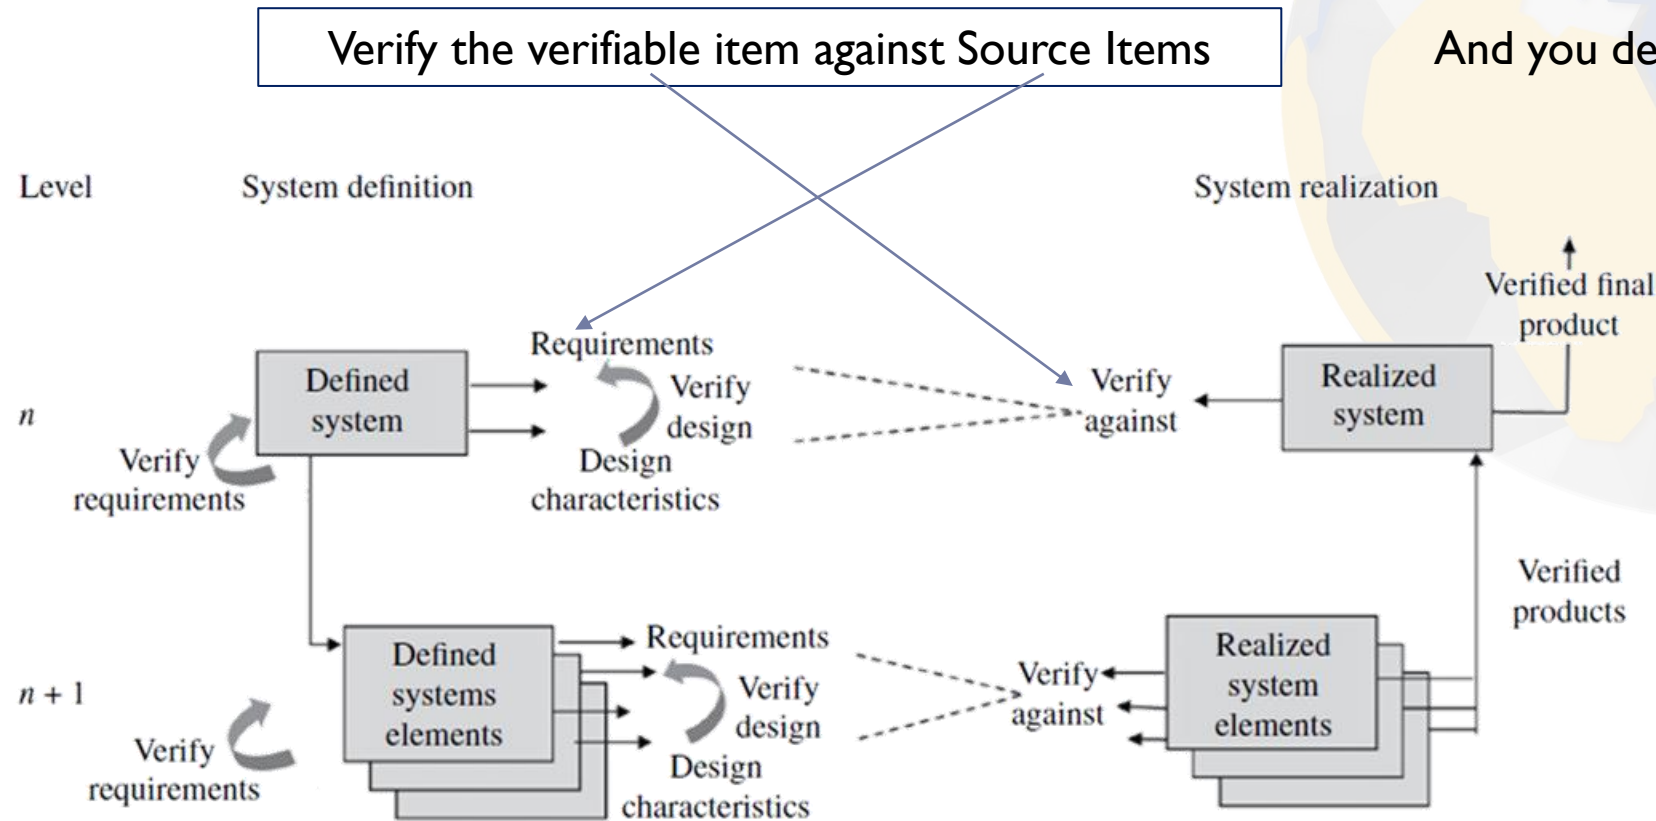 Verify the verifiable item against Source Items
And you de
Level
System definition
System realization
Verified final
product
Requirements
Defined
system
Verify
design
Verify
against
Realized
system
n
Verify
requirements
Design
characteristics
Verified
products
Requirements
Defined
systems
elements
Verify
design
Verify
against
Realized
system
elements
n + 1
Verify
requirements
Design
characteristics